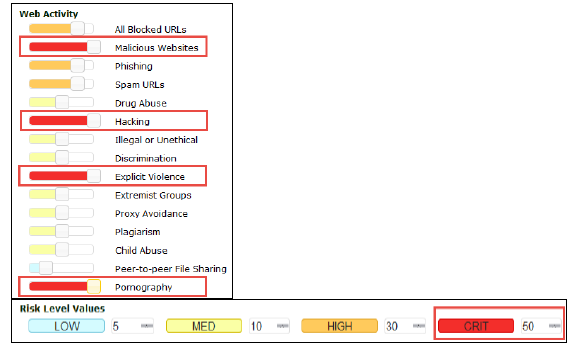 Web Activity
All Blocked URLs
Malicious Websites
Phishing
Spam URLs
Drug Abuse
Hacking
Illegal or Unethical
Discrimination
Explicit Violence
Extremist Groups
Proxy Avoidance
Plagiarism
Child Abuse
Peer-to-peer File Sharing
Pornography
Risk Level Values
LOW 5 MED 10 HIGH 30 CRIT 50